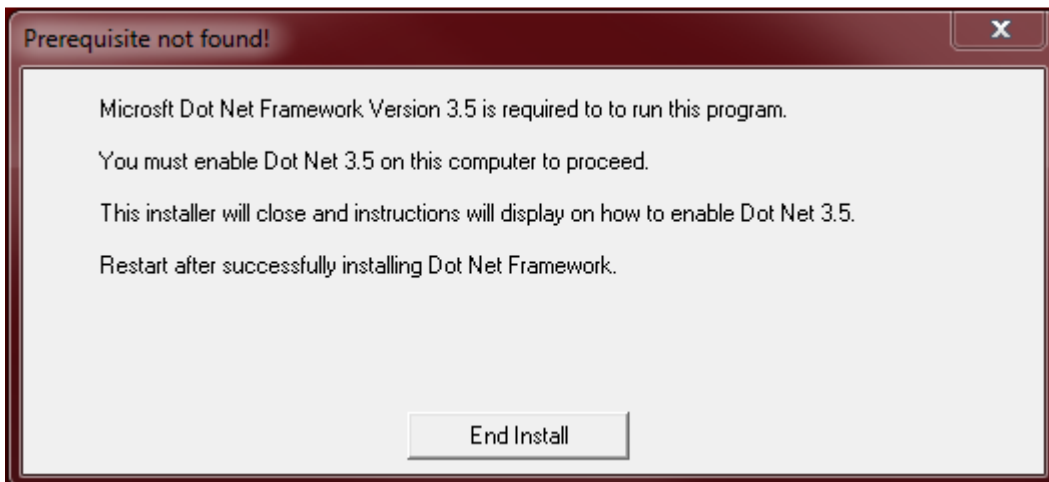 Prerequisite not found!
Microsft Dot Net Framework Version 3.5 is required to to run this program.
You must enable Dot Net 3.5 on this computer to proceed.
This installer will close and instructions will display on how to enable Dot Net 3.5.
Restart after successfully installing Dot Net Framework.
End Install